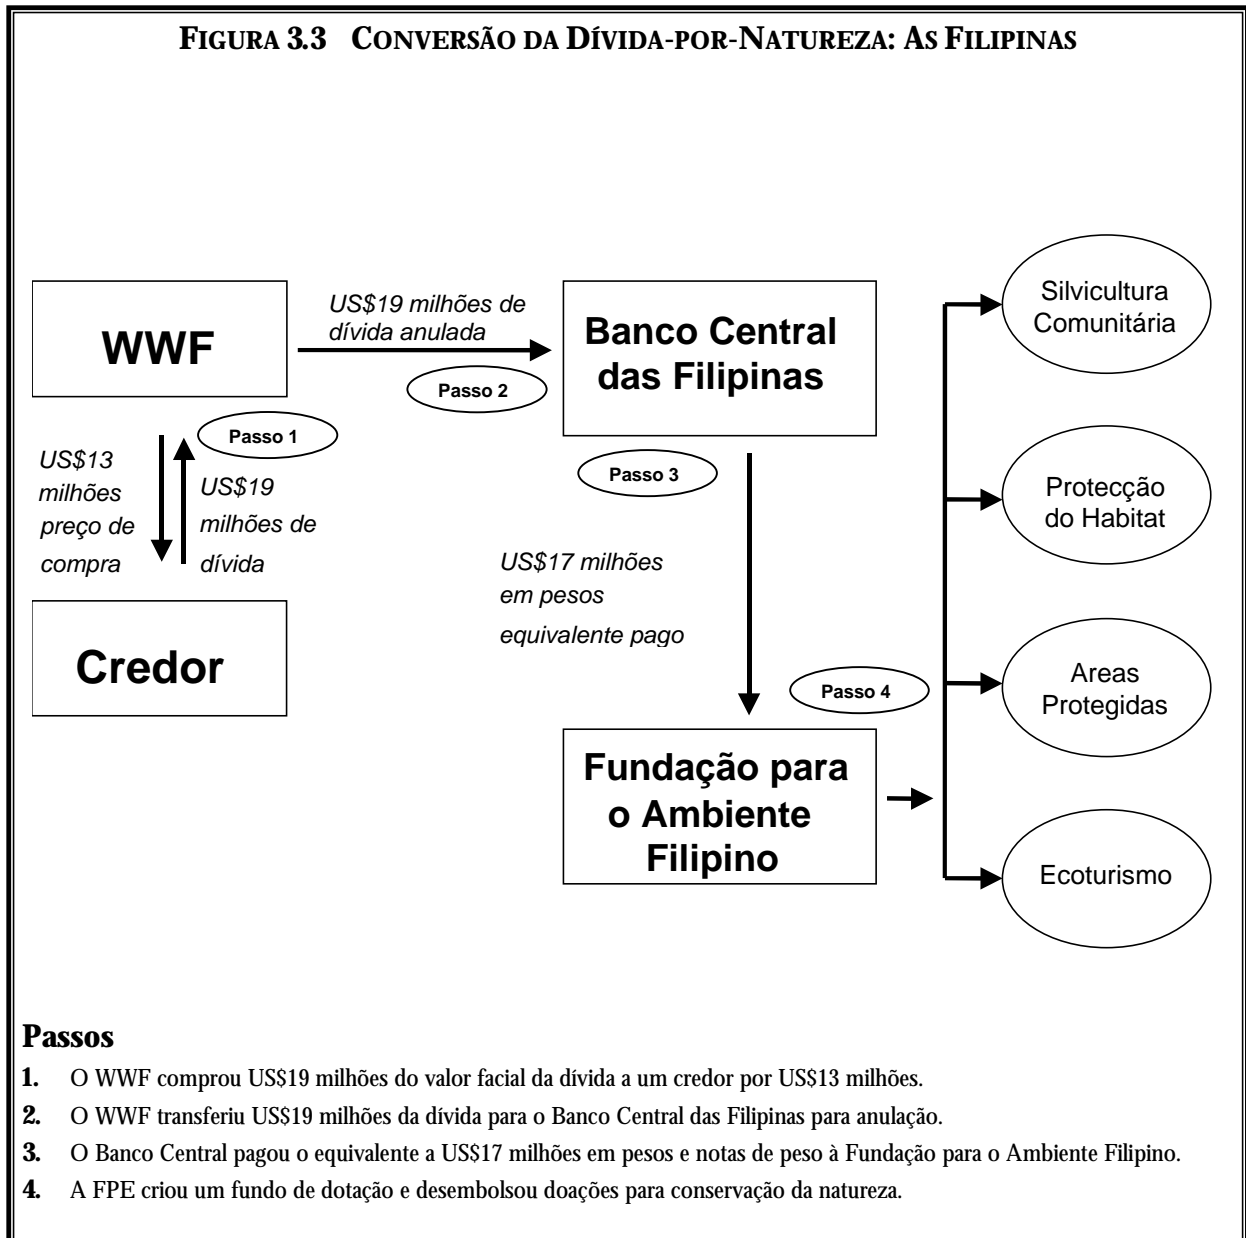 FIGURA 3.3 CONVERSÃO DA DÍVIDA-POR-NATUREZA: AS FILIPINAS
WWF
US$19 milhões de
dívida anulada
Passo 2
Banco Central
das Filipinas
Silvicultura
Comunitária
Passo 1
US$13
milhões
preço de
compra
US$19
milhões de
dívida
Passo 3
Protecção
do Habitat
US$17 milhões
em pesos
equivalente pago
Credor
Passo 4
Areas
Protegidas
Fundação para
o Ambiente
Filipino
Ecoturismo
Passos
1. O WWF comprou US$19 milhões do valor facial da dívida a um credor por US$13 milhões.
2. O WWF transferiu US$19 milhões da dívida para o Banco Central das Filipinas para anulação.
3. O Banco Central pagou o equivalente a US$17 milhões em pesos e notas de peso à Fundação para o Ambiente Filipino.
4. A FPE criou um fundo de dotação e desembolsou doações para conservação da natureza.